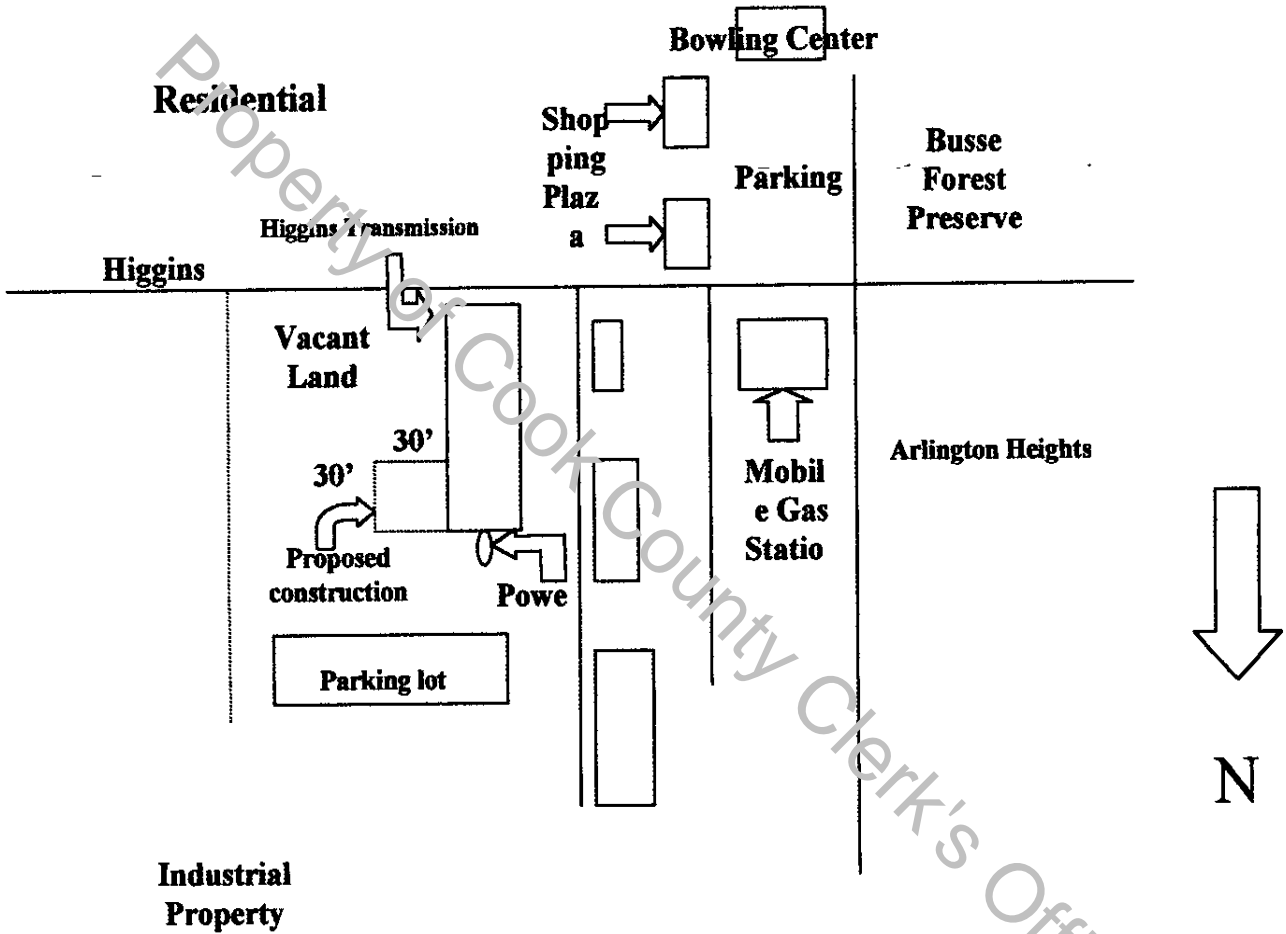 Bowling Center
Residential
Shop
ping
Plaz
a
Parking
Busse
Forest
Preserve
Higgins Transmission
Higgins
Vacant
Land
30'
30'
Proposed
construction
Powe
Mobil
e Gas
Statio
Arlington Heights
Parking lot
N
Industrial
Property
Property of Cook County Clerk's Off